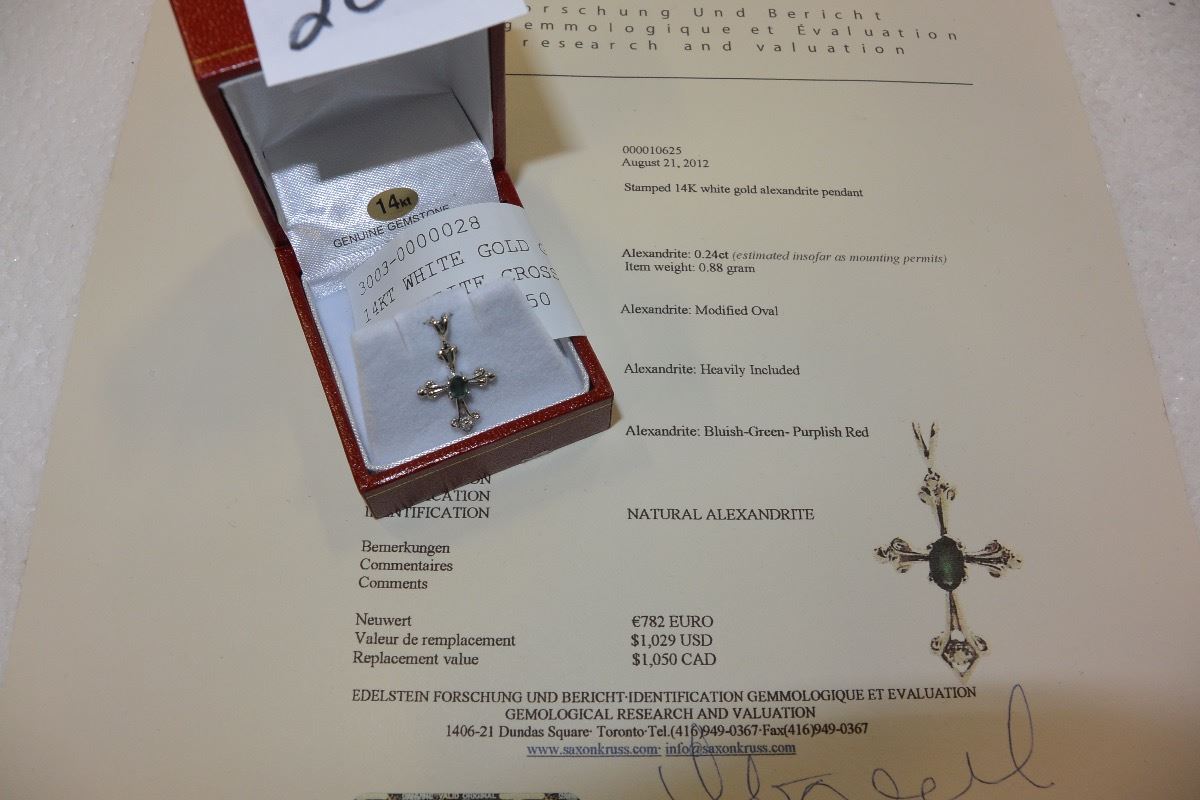 Und Bericht
gemmologique et Évaluation
research and valuation
14kt
GENUINE GEMSTONE
3003-0000028
14KT WHITE GOLD
CROSS
50
000010625
August 21, 2012
Stamped 14K white gold alexandrite pendant
Alexandrite: 0.24ct (estimated insofar as mounting permits)
Item weight: 0.88 gram
Alexandrite: Modified Oval
Alexandrite: Heavily Included
Alexandrite: Bluish-Green- Purplish Red
NATURAL ALEXANDRITE
Bemerkungen
Commentaires
Comments
Neuwert €782 EURO
Valeur de remplacement $1,029 USD
Replacement value $1,050 CAD
EDELSTEIN FORSCHUNG UND BERICHT·IDENTIFICATION GEMMOLOGIQUE ET EVALUATION
GEMOLOGICAL RESEARCH AND VALUATION
1406-21 Dundas Square· Toronto·Tel.(416)949-0367·Fax(416)949-0367
www.saxonkruss.com· info@saxonkruss.com